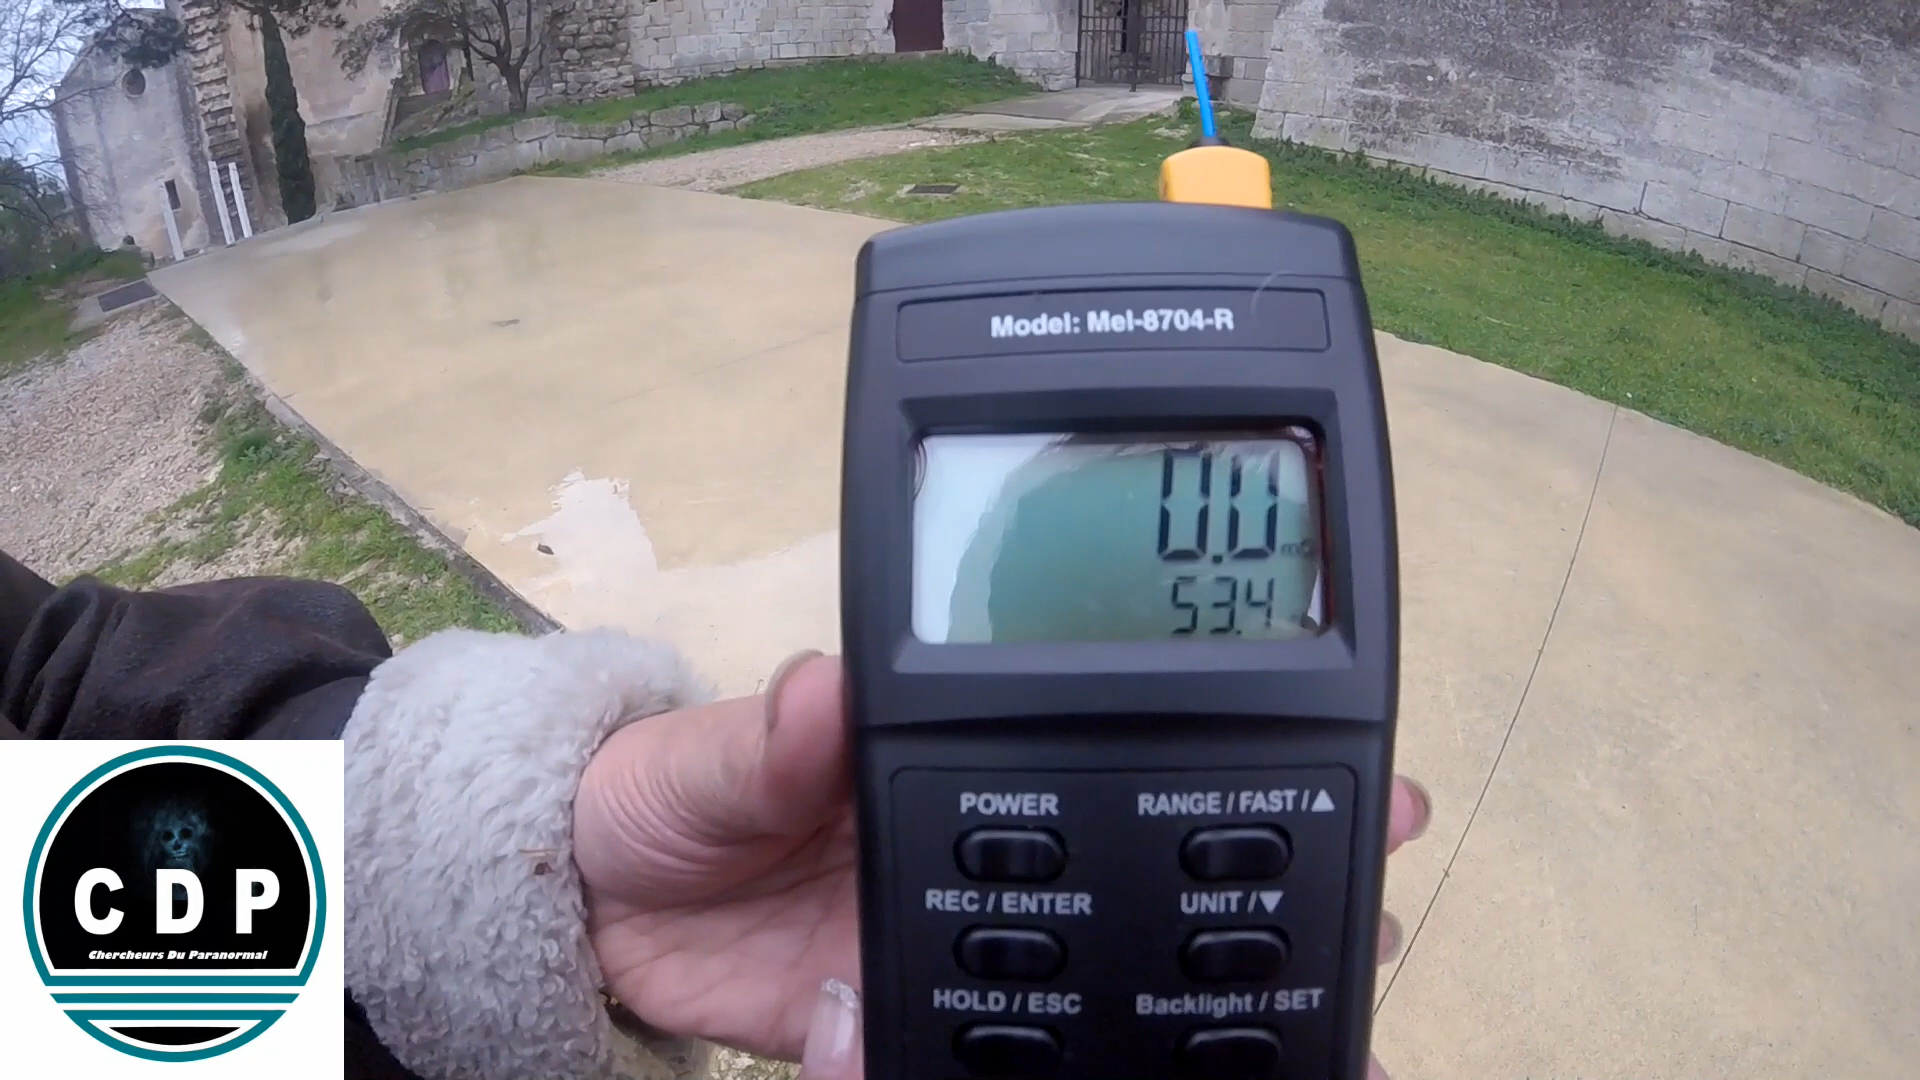 Model: Mel-8704-R
0.0
53.4
POWER
RANGE / FAST / ▲
REC / ENTER
UNIT / ▼
HOLD / ESC
Backlight / SET
CDP
Chercheurs Du Paranormal